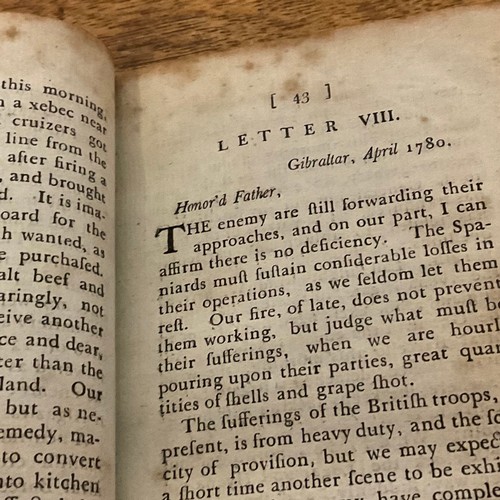 this morning,
n a xebec near
cruizers got
line from the
after firing a
, and brought
d. It is ima-
oard for the
h wanted, as
e purchaſed,
alt beef and
aringly, not
eive another
ce and dear,
ter than the
land. Our
but as ne-
emedy, ma-
to convert
nto kitchen
[ 43 ]
LETTER VIII.
Gibraltar, April 1780.
Honor'd Father,
THE enemy are ſtill forwarding their
approaches, and on our part, I can
affirm there is no deficiency. The Spa-
niards muſt ſuſtain conſiderable loſſes in
their operations, as we ſeldom let them
reſt. Our fire, of late, does not prevent
them working, but judge what muſt b
their ſufferings, when we are hourl
pouring upon their parties, great quan
tities of ſhells and grape ſhot.
The ſufferings of the Britiſh troops,
preſent, is from heavy duty, and the ſc
city of proviſion, but we may expec
a ſhort time another ſcene to be exhi
have comple